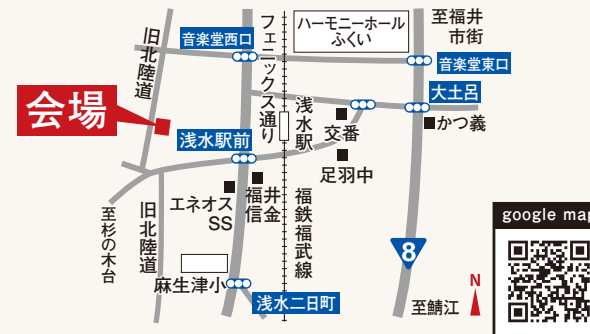 ハーモニーホール
ふくい
至福井
市街
音楽堂西口
フェニックス通り
旧北陸道
音楽堂東口
大土呂
会場
浅水駅
交番
かつ義
浅水駅前
足羽中
エネオス
SS
福井
信金
福鉄福武線
至杉の木台
旧北陸道
麻生津小
浅水二日町
8
N
至鯖江
google map